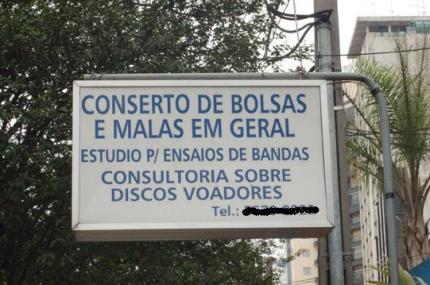 CONSERTO DE BOLSAS
E MALAS EM GERAL
ESTUDIO P/ ENSAIOS DE BANDAS
CONSULTORIA SOBRE
DISCOS VOADORES
Tel.: